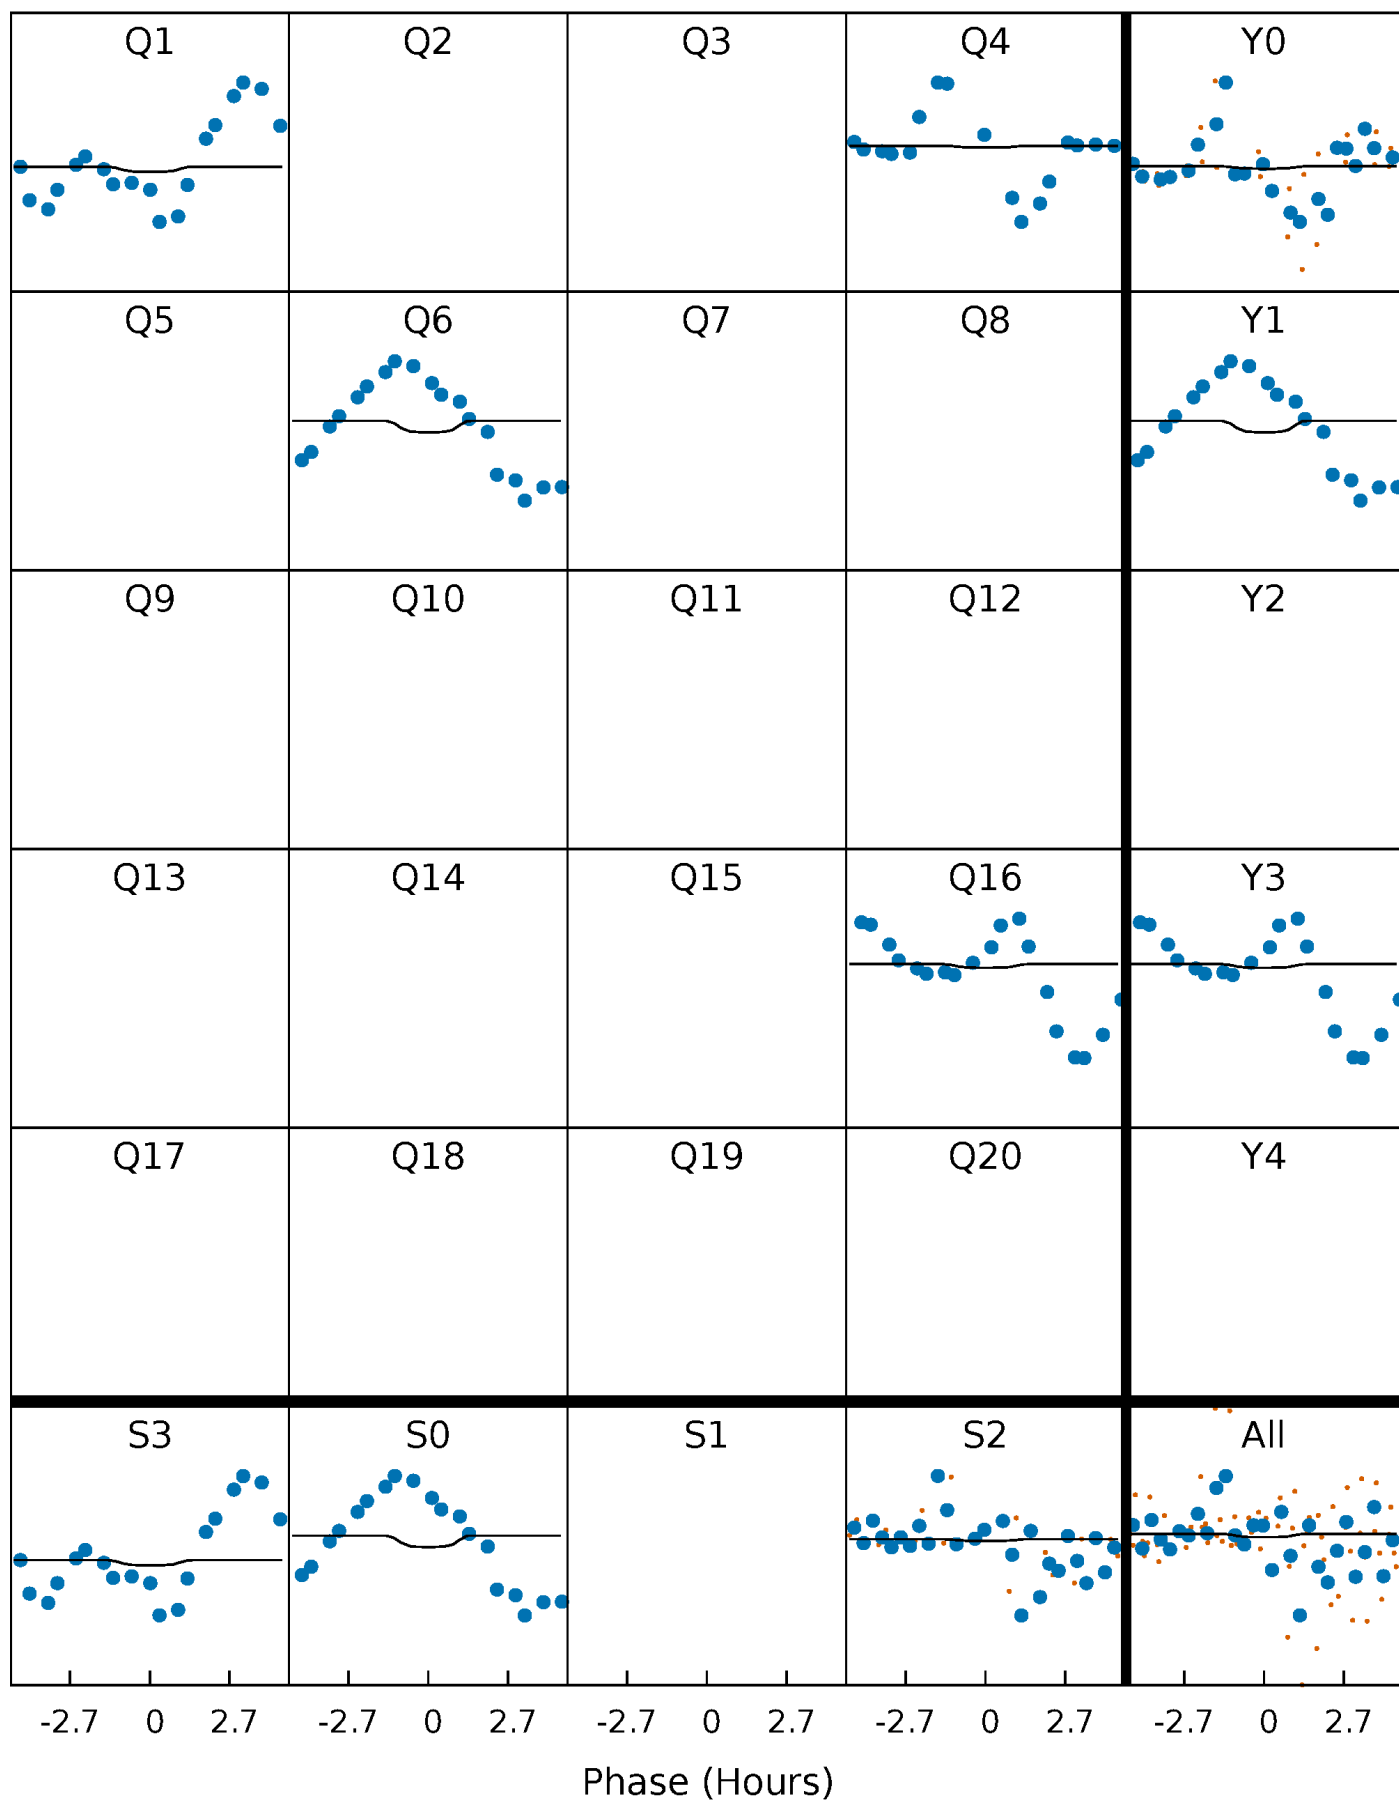 Q1 Q2 Q3 Q4 Y0
Q5 Q6 Q7 Q8 Y1
Q9 Q10 Q11 Q12 Y2
Q13 Q14 Q15 Q16 Y3
Q17 Q18 Q19 Q20 Y4
S3 S0 S1 S2 All
-2.7 0 2.7 -2.7 0 2.7 -2.7 0 2.7 -2.7 0 2.7 -2.7 0 2.7
Phase (Hours)